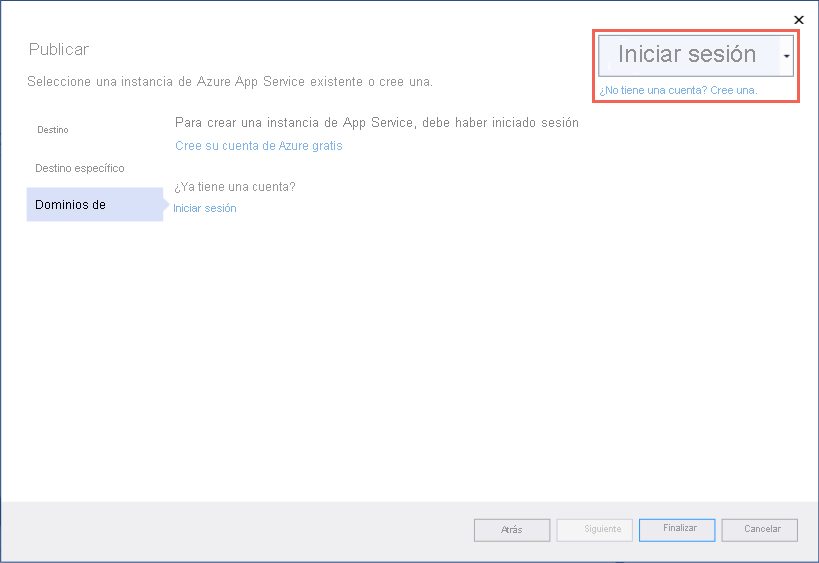 Publicar
Iniciar sesión
Seleccione una instancia de Azure App Service existente o cree una.
¿No tiene una cuenta? Cree una.
Destino
Destino específico
Dominios de
Para crear una instancia de App Service, debe haber iniciado sesión
Cree su cuenta de Azure gratis
¿Ya tiene una cuenta?
Iniciar sesión
Atrás
Siguiente
Finalizar
Cancelar